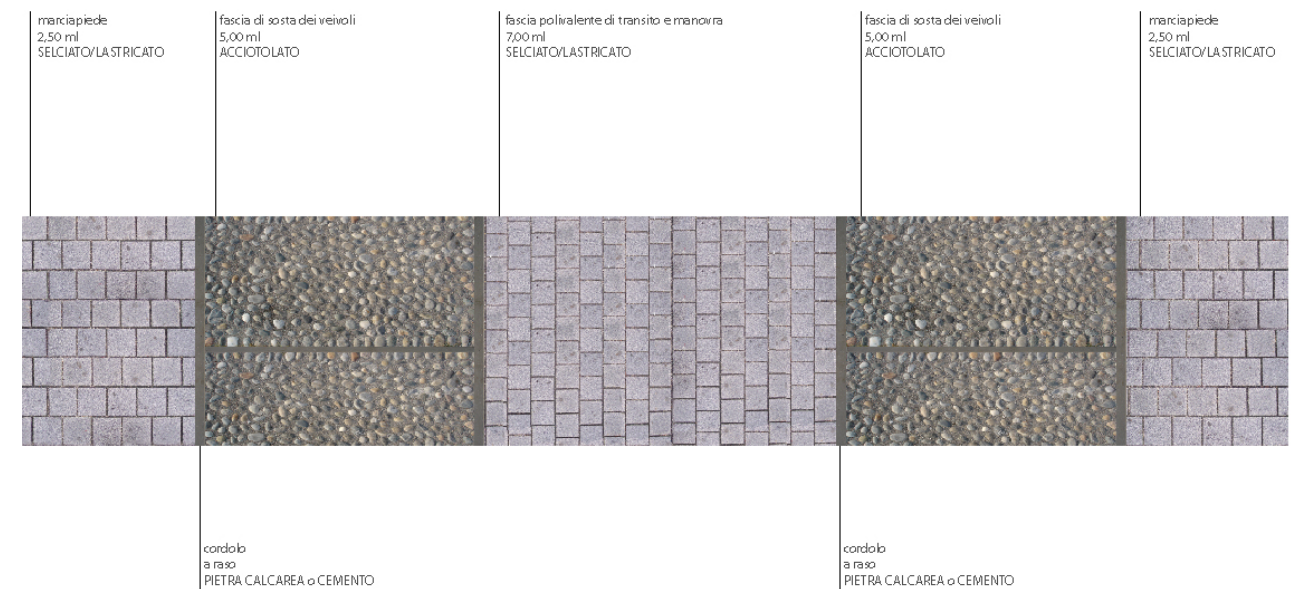 marciapiede
2,50 ml
SELCIATO/LASTRICATO
fascia di sosta dei veivoli
5,00 ml
ACCIOTOLATO
fascia polivalente di transito e manovra
7,00 ml
SELCIATO/LASTRICATO
fascia di sosta dei veivoli
5,00 ml
ACCIOTOLATO
marciapiede
2,50 ml
SELCIATO/LASTRICATO
cordolo
a raso
PIETRA CALCAREA o CEMENTO
cordolo
a raso
PIETRA CALCAREA o CEMENTO